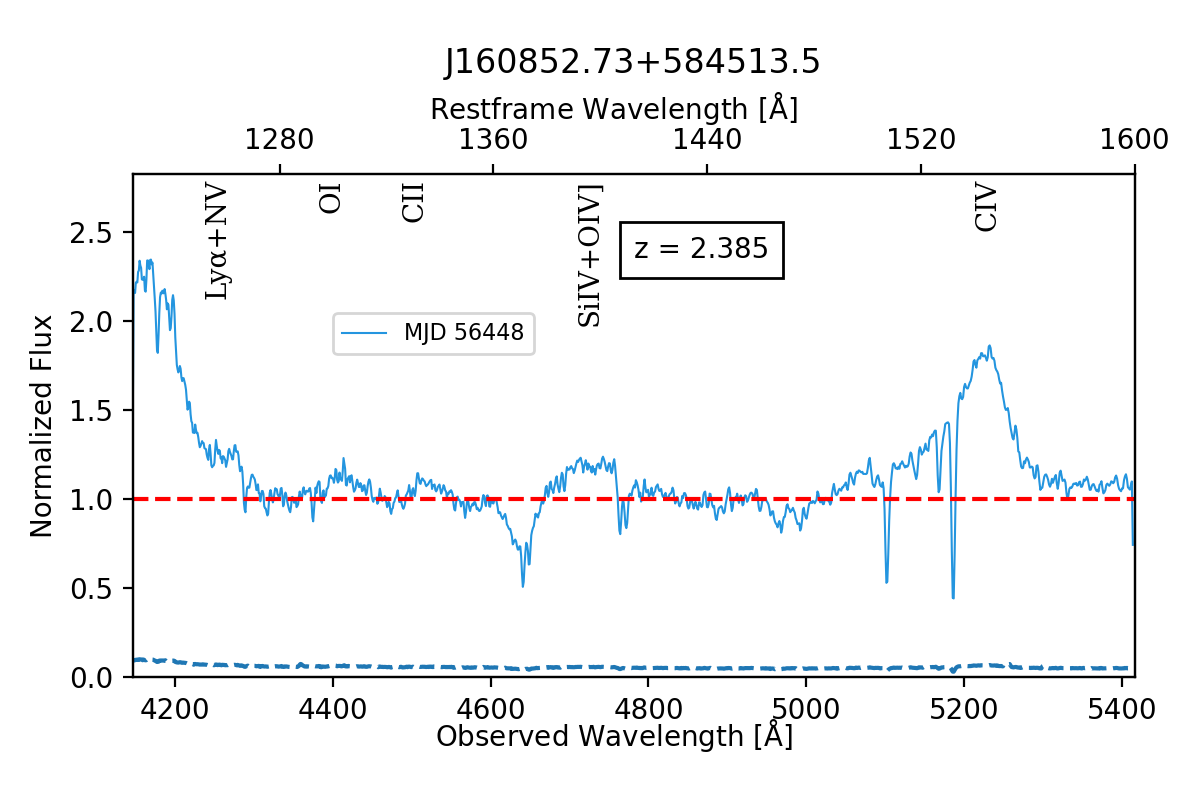 J160852.73+584513.5
Restframe Wavelength [Å]
1280 1360 1440 1520 1600
Lyα+NV
OI
CII
SiIV+OIV]
CIV
z = 2.385
MJD 56448
Normalized Flux
2.5
2.0
1.5
1.0
0.5
0.0
4200 4400 4600 4800 5000 5200 5400
Observed Wavelength [Å]